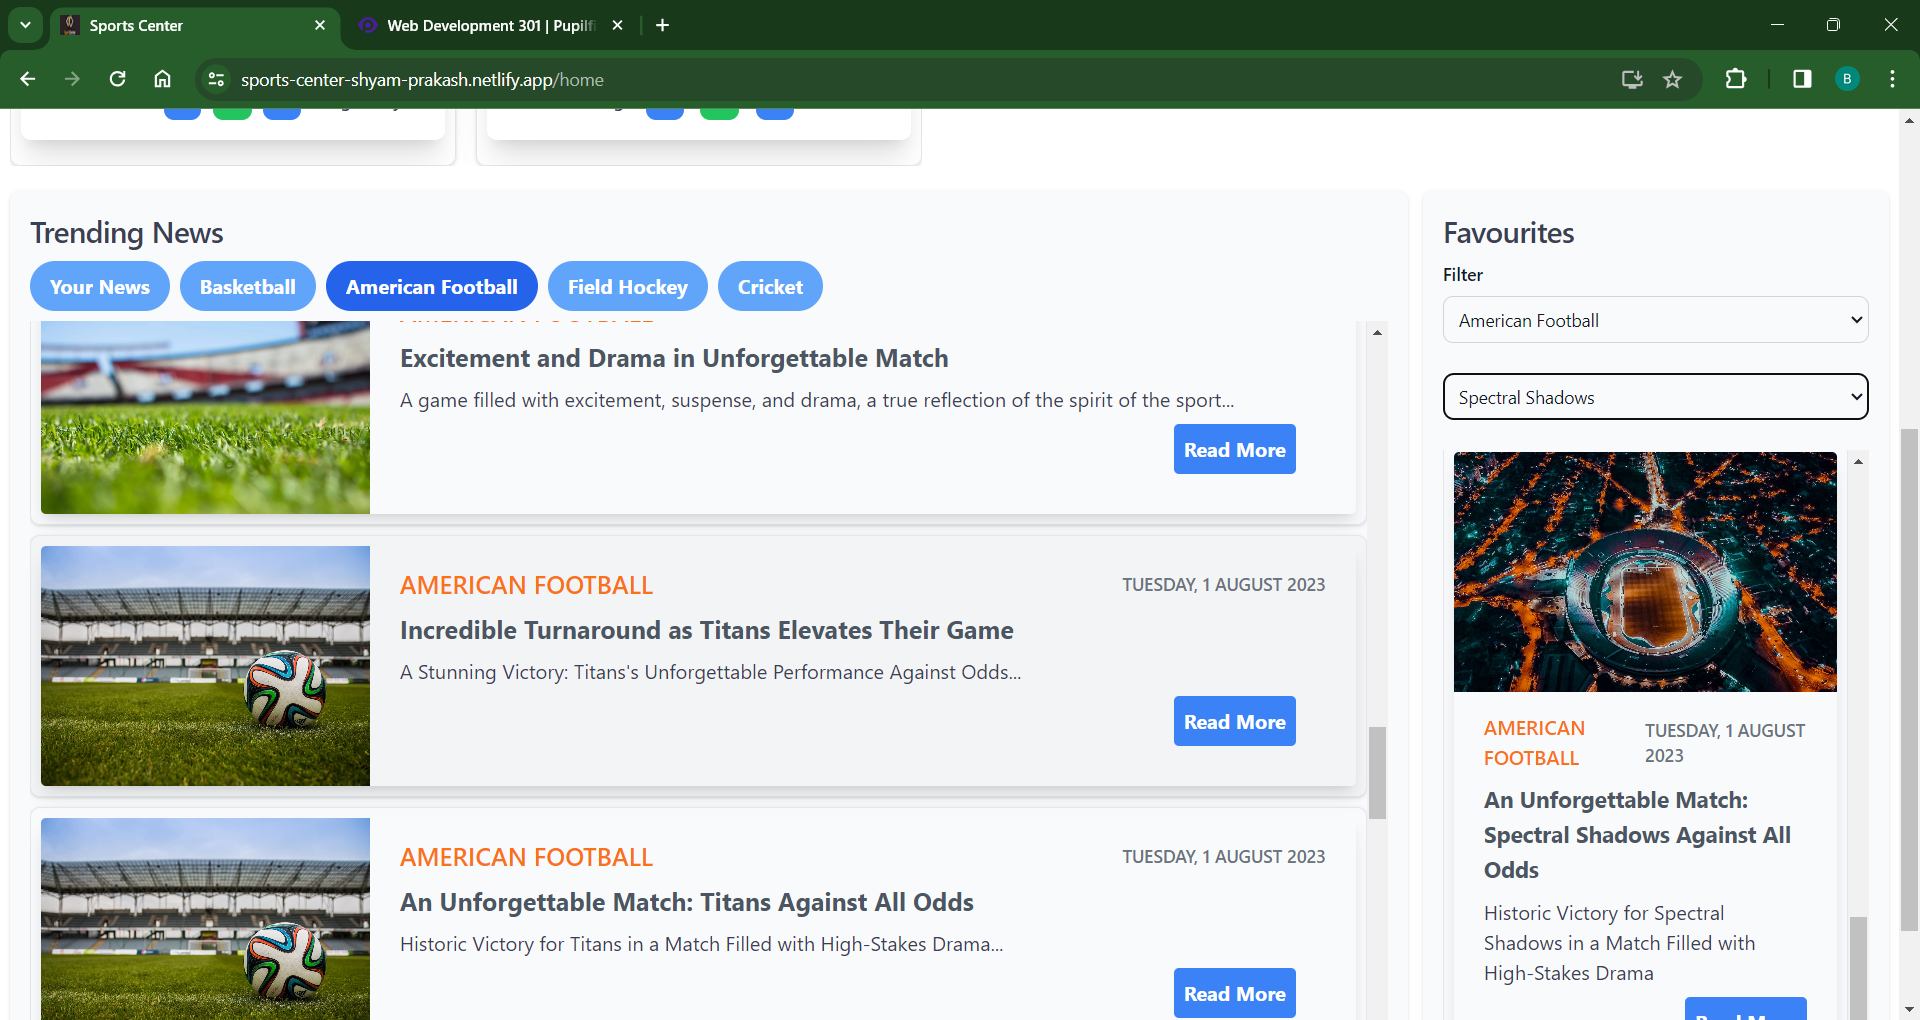 Sports Center
Web Development 301 | Pupilfi
sports-center-shyam-prakash.netlify.app/home
B
Trending News
Your News
Basketball
American Football
Field Hockey
Cricket
Excitement and Drama in Unforgettable Match
A game filled with excitement, suspense, and drama, a true reflection of the spirit of the sport...
Read More
AMERICAN FOOTBALL
TUESDAY, 1 AUGUST 2023
Incredible Turnaround as Titans Elevates Their Game
A Stunning Victory: Titans's Unforgettable Performance Against Odds...
Read More
AMERICAN FOOTBALL
TUESDAY, 1 AUGUST 2023
An Unforgettable Match: Titans Against All Odds
Historic Victory for Titans in a Match Filled with High-Stakes Drama...
Read More
Favourites
Filter
American Football
Spectral Shadows
AMERICAN
FOOTBALL
TUESDAY, 1 AUGUST
2023
An Unforgettable Match:
Spectral Shadows Against All
Odds
Historic Victory for Spectral
Shadows in a Match Filled with
High-Stakes Drama